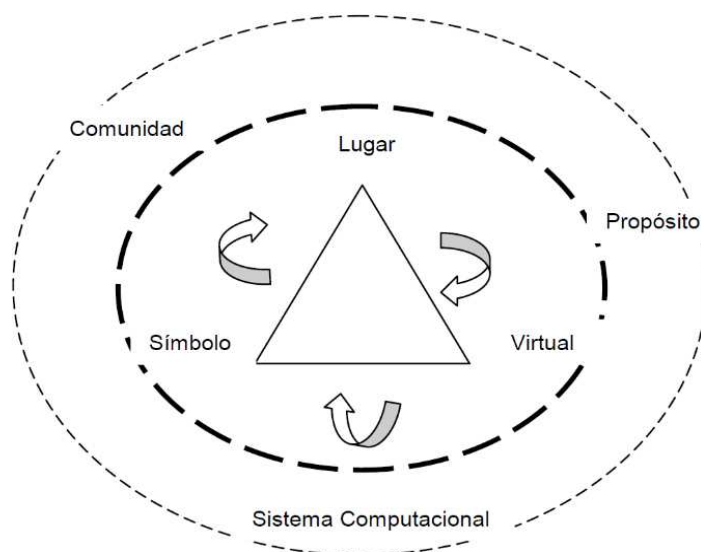 Comunidad
Lugar
Propósito
Símbolo
Virtual
Sistema Computacional